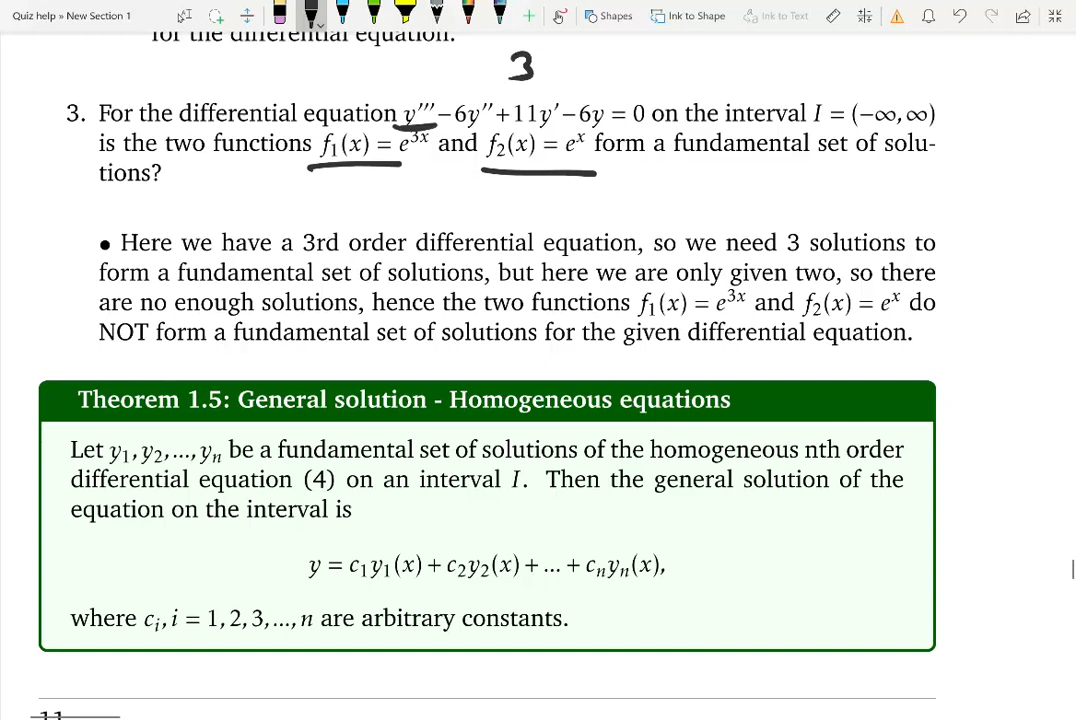 Quiz help » New Section 1
Shapes
Ink to Shape
Ink to Text
for the differential equation.
3
3. For the differential equation y''' − 6y'' + 11y' − 6y = 0 on the interval I = (−∞, ∞)
is the two functions f₁(x) = e³ˣ and f₂(x) = eˣ form a fundamental set of solu-
tions?
• Here we have a 3rd order differential equation, so we need 3 solutions to
form a fundamental set of solutions, but here we are only given two, so there
are no enough solutions, hence the two functions f₁(x) = e³ˣ and f₂(x) = eˣ do
NOT form a fundamental set of solutions for the given differential equation.
Theorem 1.5: General solution - Homogeneous equations
Let y₁, y₂, ..., yₙ be a fundamental set of solutions of the homogeneous nth order
differential equation (4) on an interval I. Then the general solution of the
equation on the interval is
y = c₁y₁(x) + c₂y₂(x) + ... + cₙyₙ(x),
where cᵢ, i = 1, 2, 3, ..., n are arbitrary constants.
11